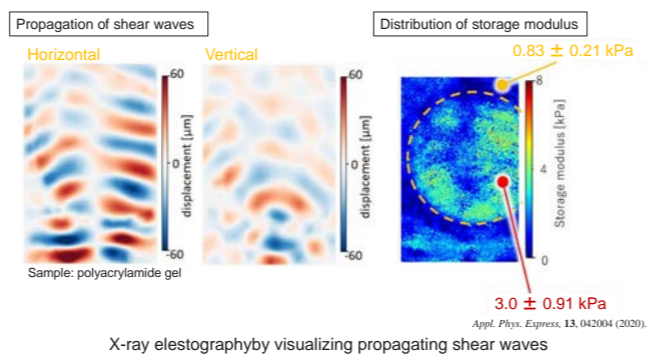 Propagation of shear waves
Distribution of storage modulus
Horizontal
Vertical
0.83 ± 0.21 kPa
60
0
-60
displacement [μm]
60
0
-60
displacement [μm]
8
4
0
Storage modulus [kPa]
Sample: polyacrylamide gel
3.0 ± 0.91 kPa
Appl. Phys. Express, 13, 042004 (2020).
X-ray elestographyby visualizing propagating shear waves